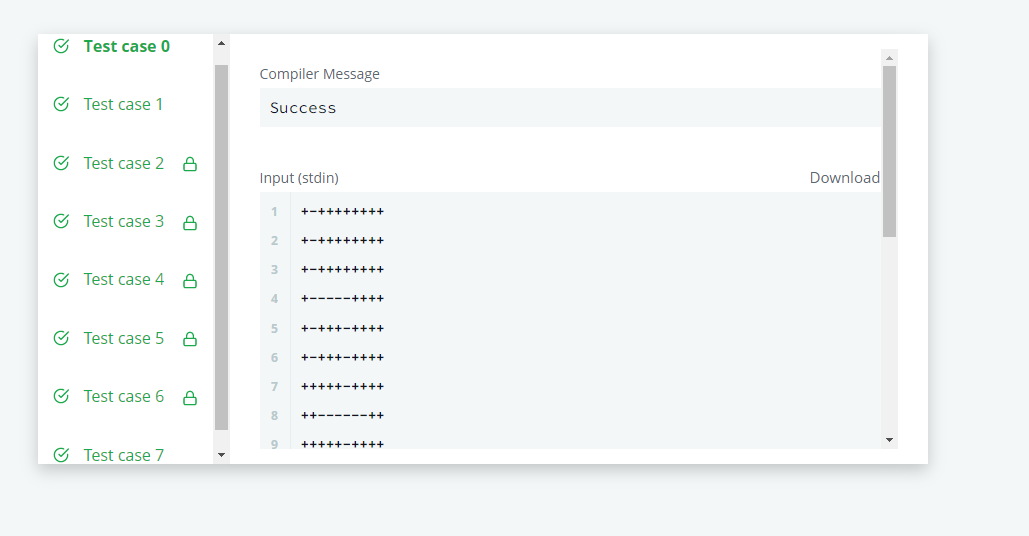 Test case 0
Test case 1
Test case 2
Test case 3
Test case 4
Test case 5
Test case 6
Test case 7
Compiler Message
Success
Input (stdin)
Download
1 +-++++++++
2 +-++++++++
3 +-++++++++
4 +-----++++
5 +-+++-++++
6 +-+++-++++
7 +++++-++++
8 ++------++
9 +++++-++++